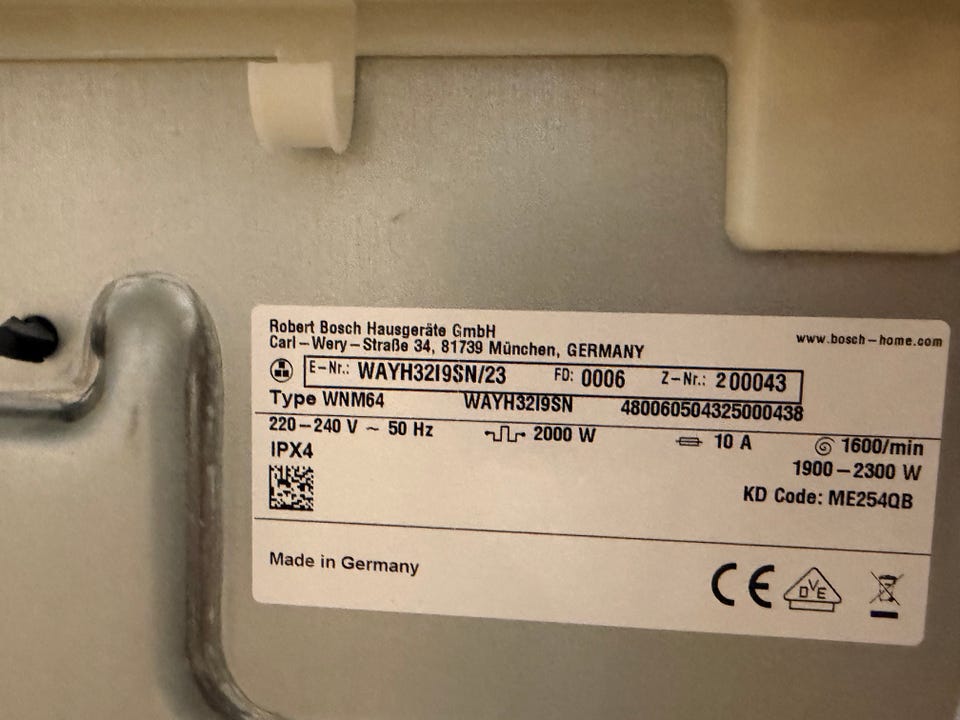 Robert Bosch Hausgeräte GmbH
Carl-Wery-Straße 34, 81739 München, GERMANY
www.bosch-home.com
E-Nr.: WAYH32I9SN/23 FD: 0006 Z-Nr.: 200043
Type WNM64 WAYH32I9SN 480060504325000438
220-240 V ~ 50 Hz 2000 W 10 A 1600/min
IPX4 1900-2300 W
KD Code: ME254QB
Made in Germany
CE DVE